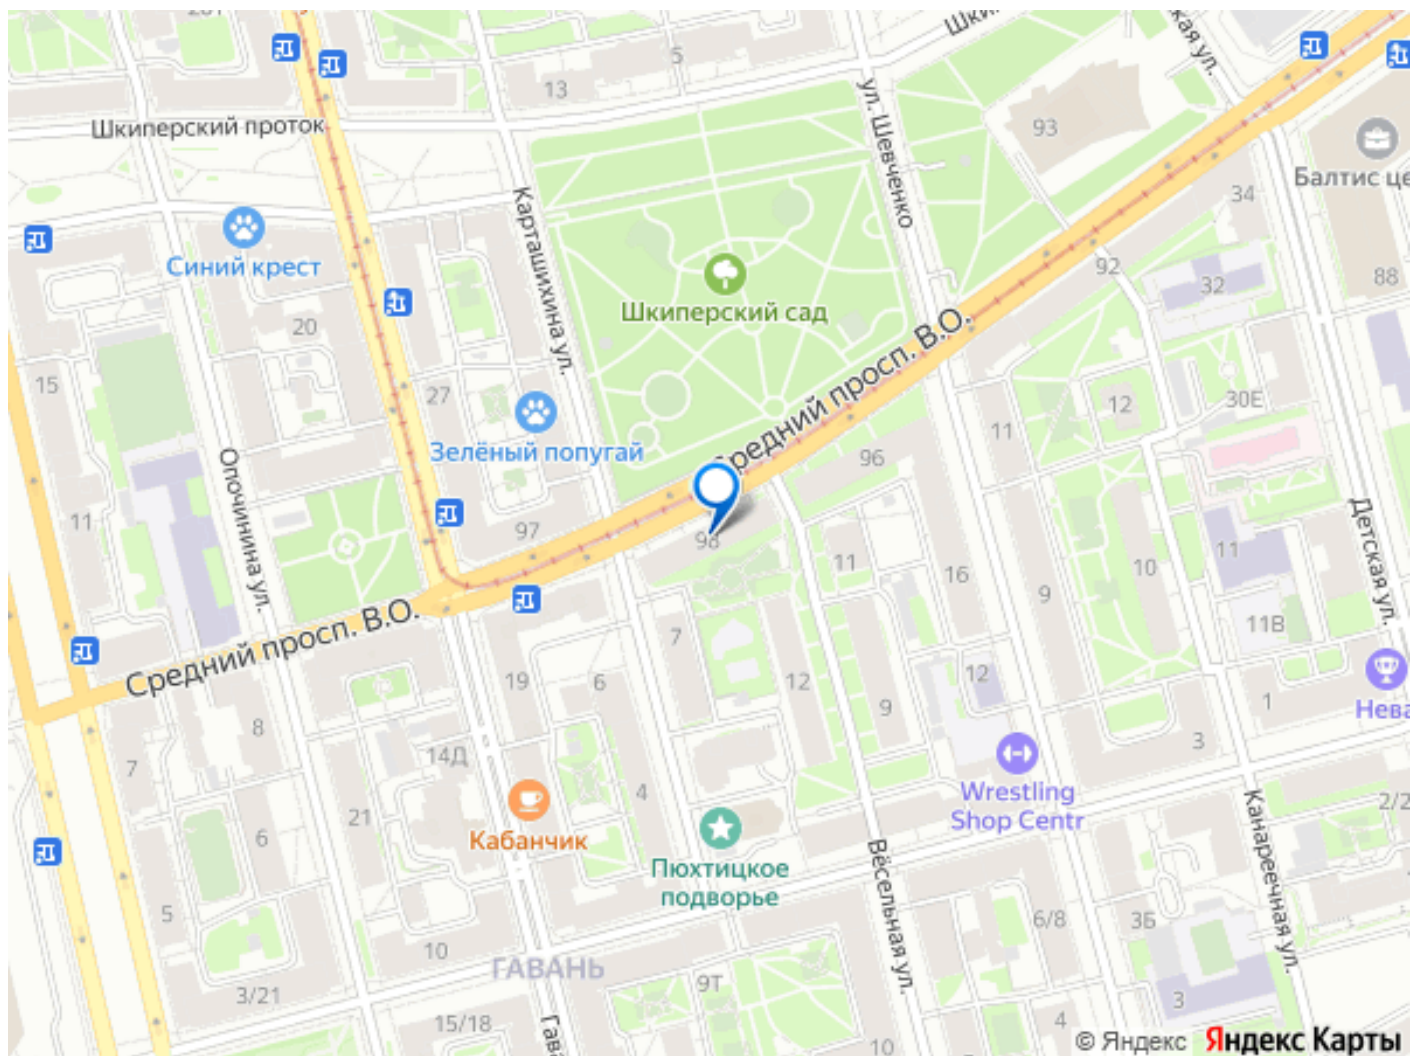 Шкиперский проток
13
5
ул. Шевченко
93
Балтис це
34
Карташихина ул.
Синий крест
Шкиперский сад
92
32
88
20
15
27
Зелёный попугай
Средний просп. В.О.
12
30Е
11
96
Опочинина ул.
11
97
98
11
16
9
10
11
Детская ул.
11В
Средний просп. В.О.
7
19
6
12
9
12
1
Нева
8
14Д
7
3
Wrestling
Shop Centr
4
21
6
Кабанчик
Пюхтицкое
подворье
Вёсельная ул.
Канареечная ул.
2/2
5
10
6/8
3Б
ГАВАНЬ
9Т
3/21
3
15/18
Гава
10
4
© Яндекс Яндекс Карты